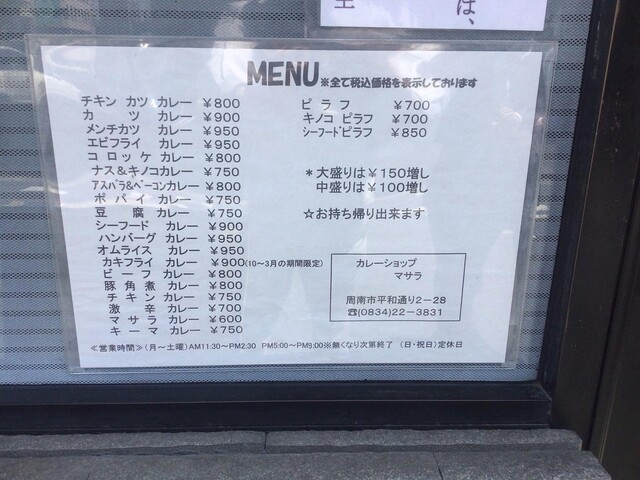 は、
MENU ※全て税込価格を表示しております
チキン カツ カレー ￥800
カ ツ カレー ￥900
メンチカツ カレー ￥950
エビフライ カレー ￥950
コ ロ ッ ケ カレー ￥800
ナス&キノコカレー ￥750
アスパラ&ベーコンカレー ￥800
ポ パ イ カレー ￥750
豆 腐 カレー ￥750
シーフード カレー ￥900
ハンバーグ カレー ￥950
オムライス カレー ￥950
カキフライ カレー ￥900(10～3月の期間限定)
ビ ー フ カレー ￥800
豚 角 煮 カレー ￥800
チ キ ン カレー ￥750
激 辛 カレー ￥700
マ サ ラ カレー ￥600
キ ー マ カレー ￥750
ピ ラ フ ￥700
キノコ ピラフ ￥700
シーフードピラフ ￥850
＊大盛りは￥150増し
中盛りは￥100増し
☆お持ち帰り出来ます
カレーショップ
マサラ
周南市平和通り2－28
☎(0834)22－3831
≪営業時間≫(月～土曜)AM11:30～PM2:30 PM5:00～PM9:00※無くなり次第終了 (日・祝日)定休日